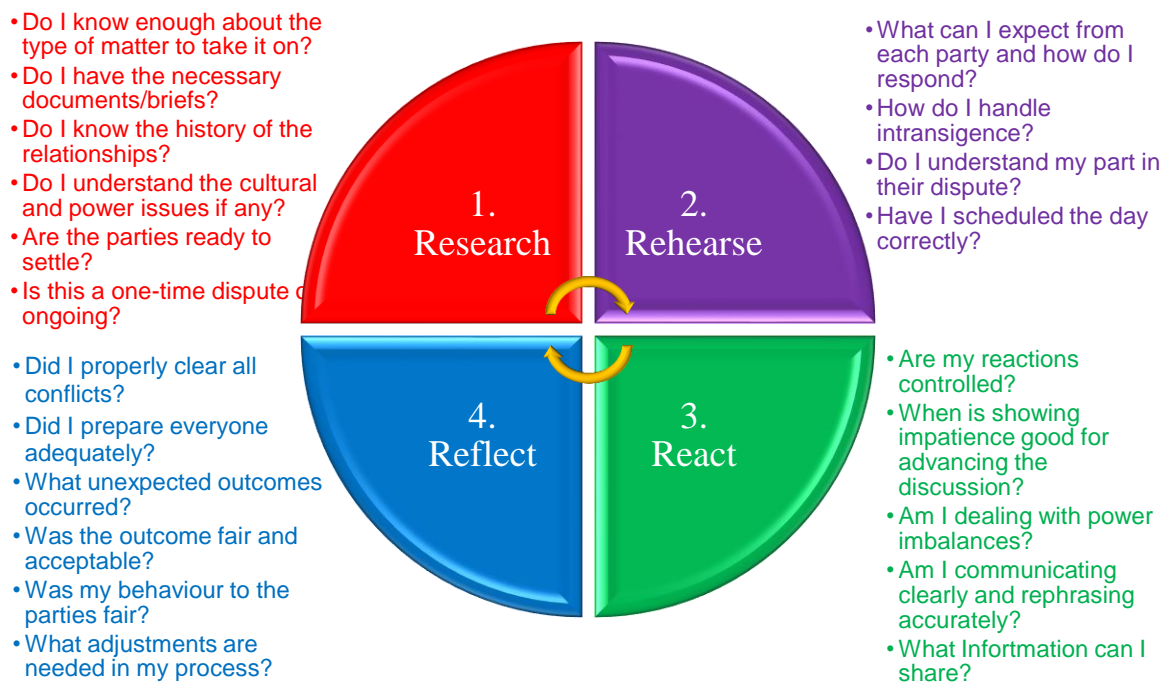 •Do I know enough about the
type of matter to take it on?
•Do I have the necessary
documents/briefs?
•Do I know the history of the
relationships?
•Do I understand the cultural
and power issues if any?
•Are the parties ready to
settle?
•Is this a one-time dispute
ongoing?
1.
Research
2.
Rehearse
•What can I expect from
each party and how do I
respond?
•How do I handle
intransigence?
•Do I understand my part in
their dispute?
•Have I scheduled the day
correctly?
•Did I properly clear all
conflicts?
•Did I prepare everyone
adequately?
•What unexpected outcomes
occurred?
•Was the outcome fair and
acceptable?
•Was my behaviour to the
parties fair?
•What adjustments are
needed in my process?
4.
Reflect
3.
React
•Are my reactions
controlled?
•When is showing
impatience good for
advancing the
discussion?
•Am I dealing with power
imbalances?
•Am I communicating
clearly and rephrasing
accurately?
•What Infortmation can I
share?